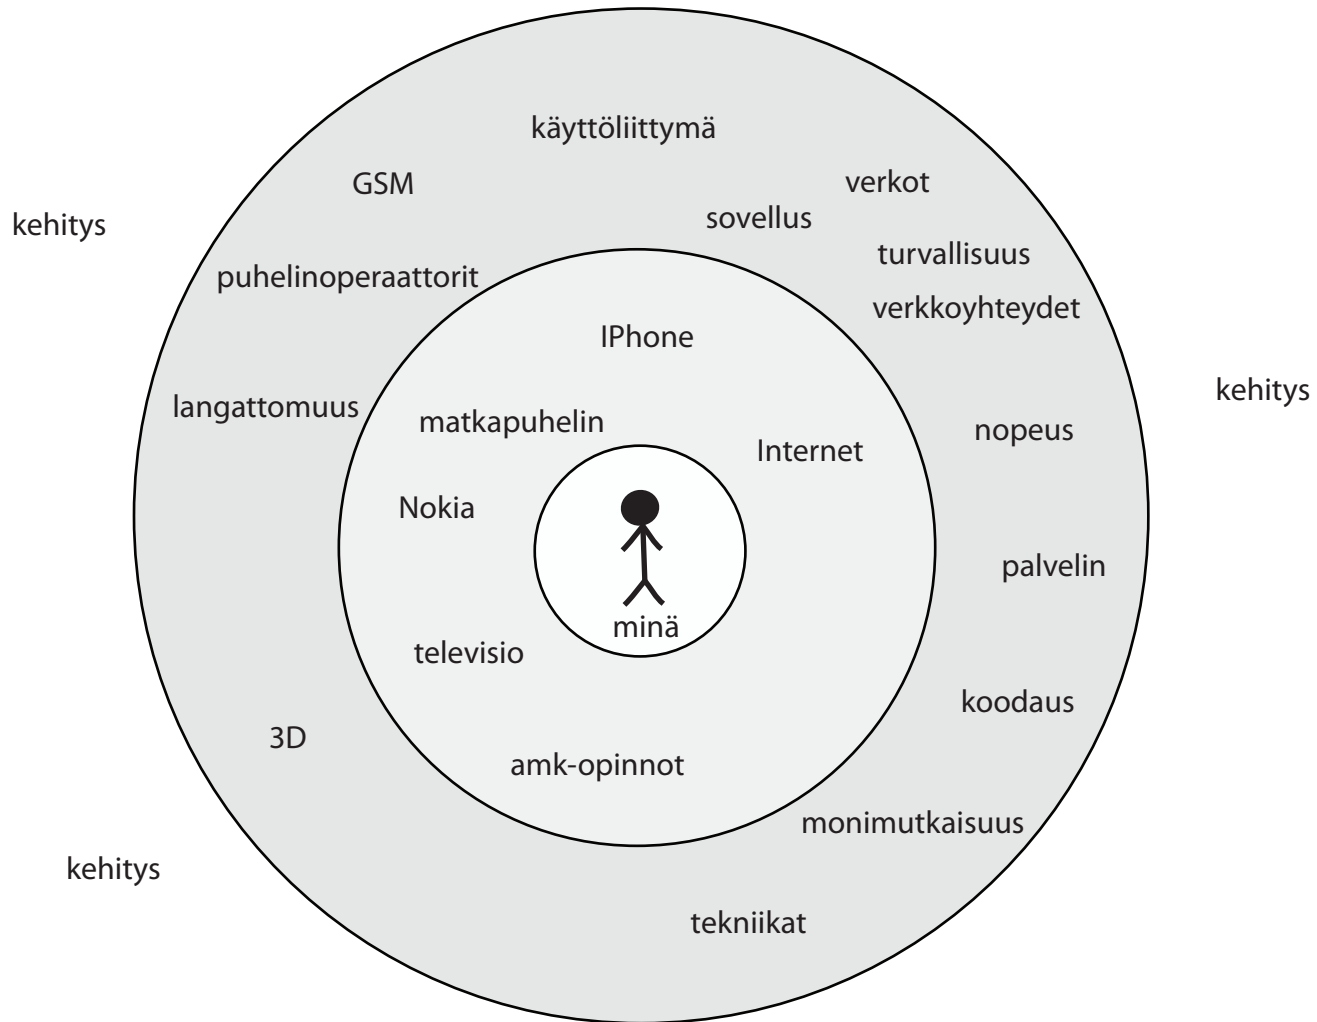 käyttöliittymä
GSM
verkot
kehitys
sovellus
turvallisuus
puhelinoperaattorit
verkkoyhteydet
IPhone
kehitys
langattomuus
matkapuhelin
nopeus
Internet
Nokia
palvelin
minä
televisio
koodaus
3D
amk-opinnot
monimutkaisuus
kehitys
tekniikat